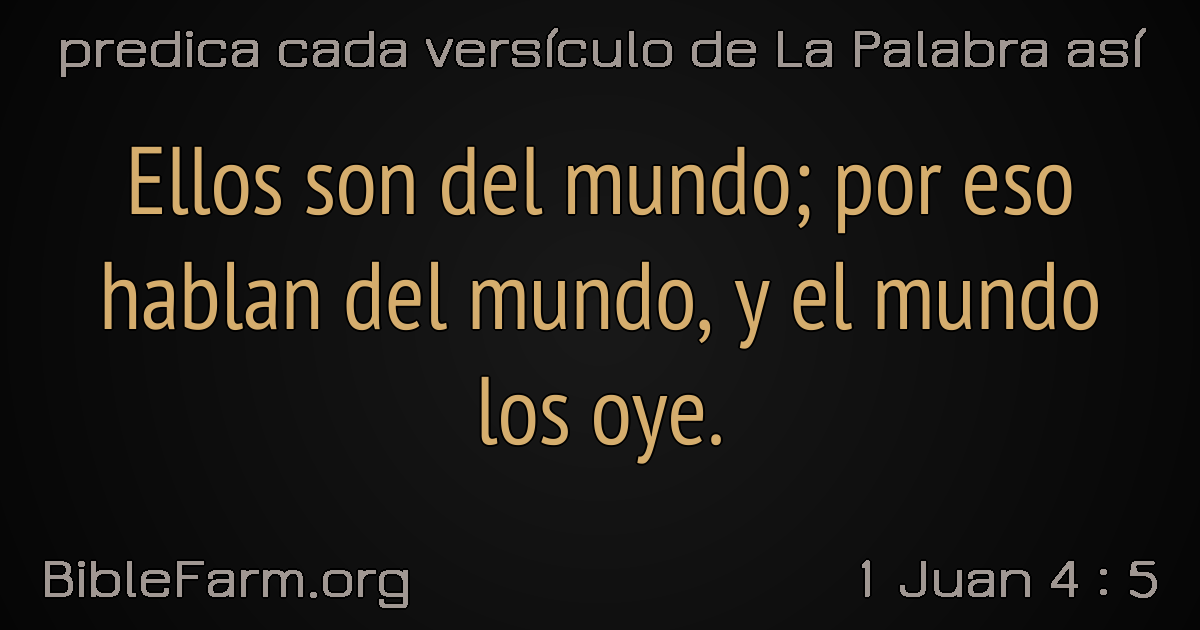 predica cada versículo de La Palabra así
Ellos son del mundo; por eso
hablan del mundo, y el mundo
los oye.
BibleFarm.org
1 Juan 4 : 5